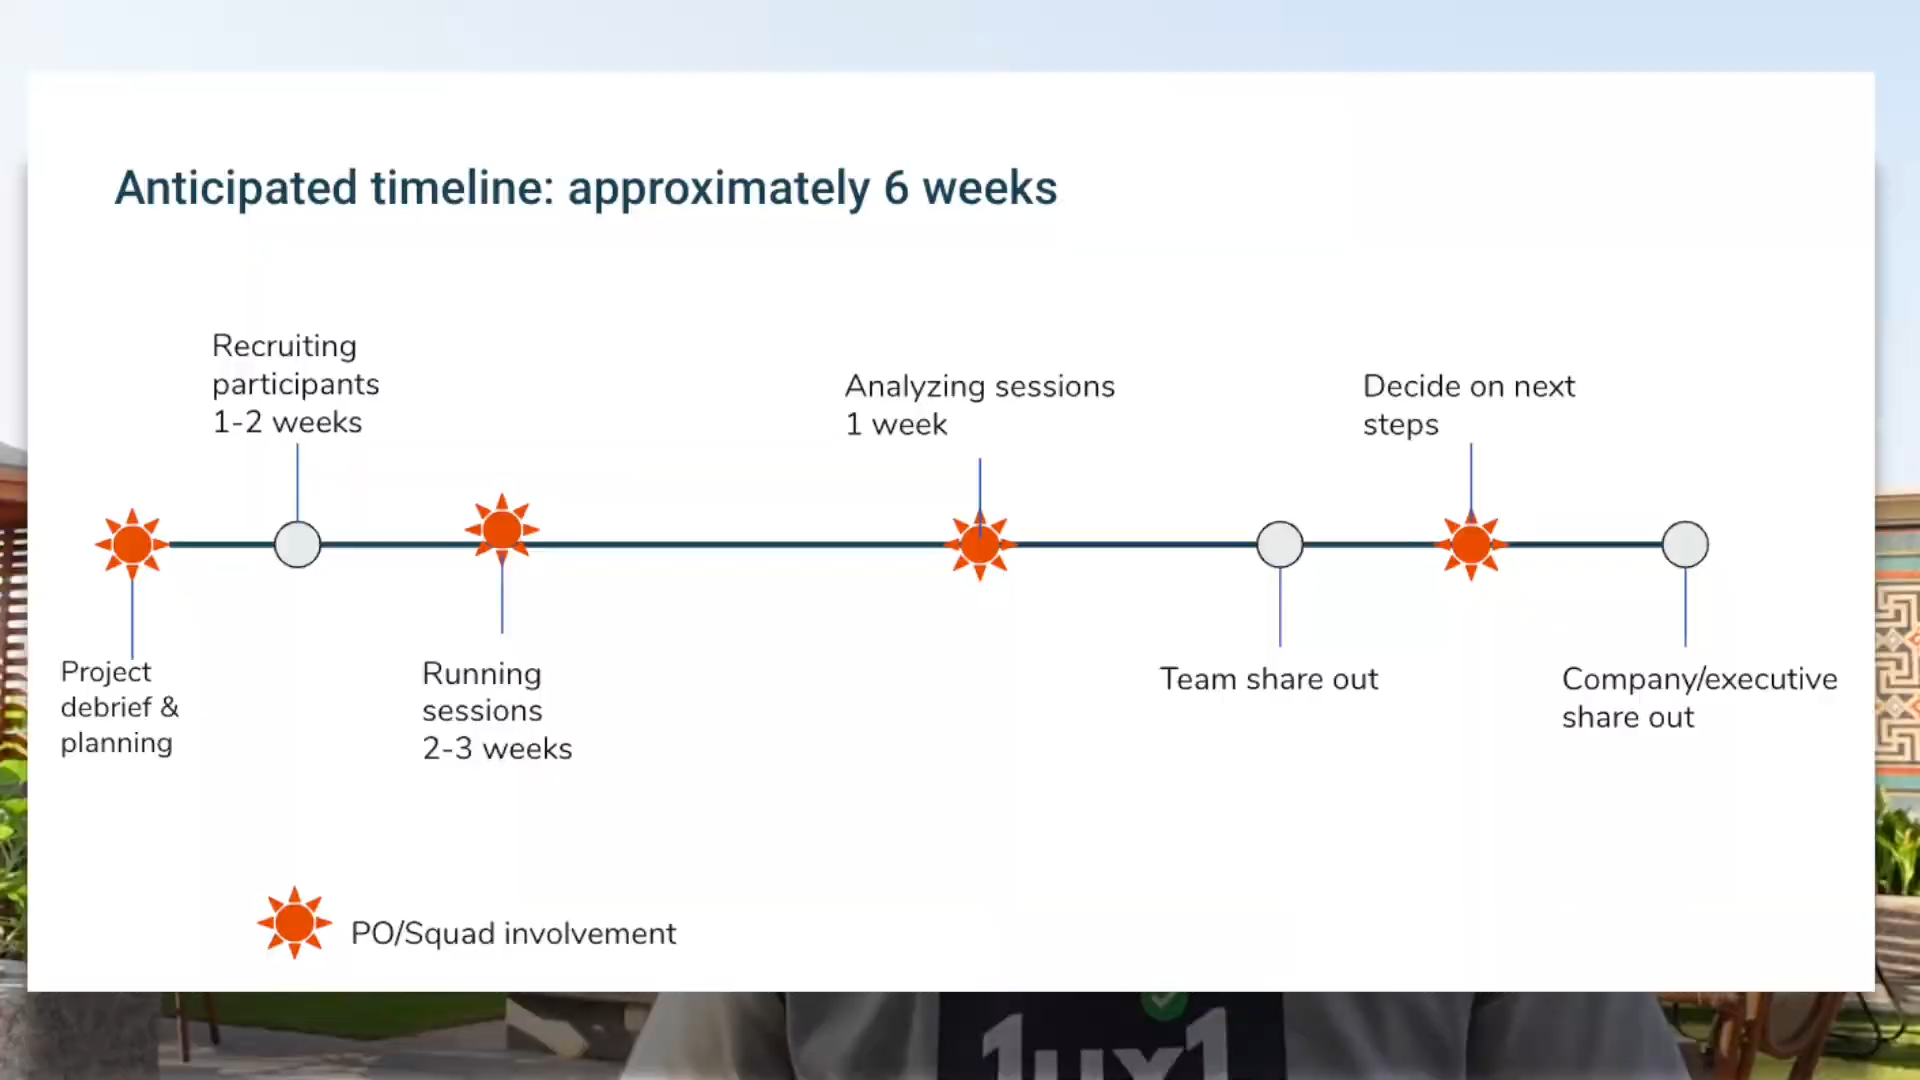 Anticipated timeline: approximately 6 weeks
Recruiting
participants
1-2 weeks
Analyzing sessions
1 week
Decide on next
steps
Project
debrief &
planning
Running
sessions
2-3 weeks
Team share out
Company/executive
share out
PO/Squad involvement
1ux1